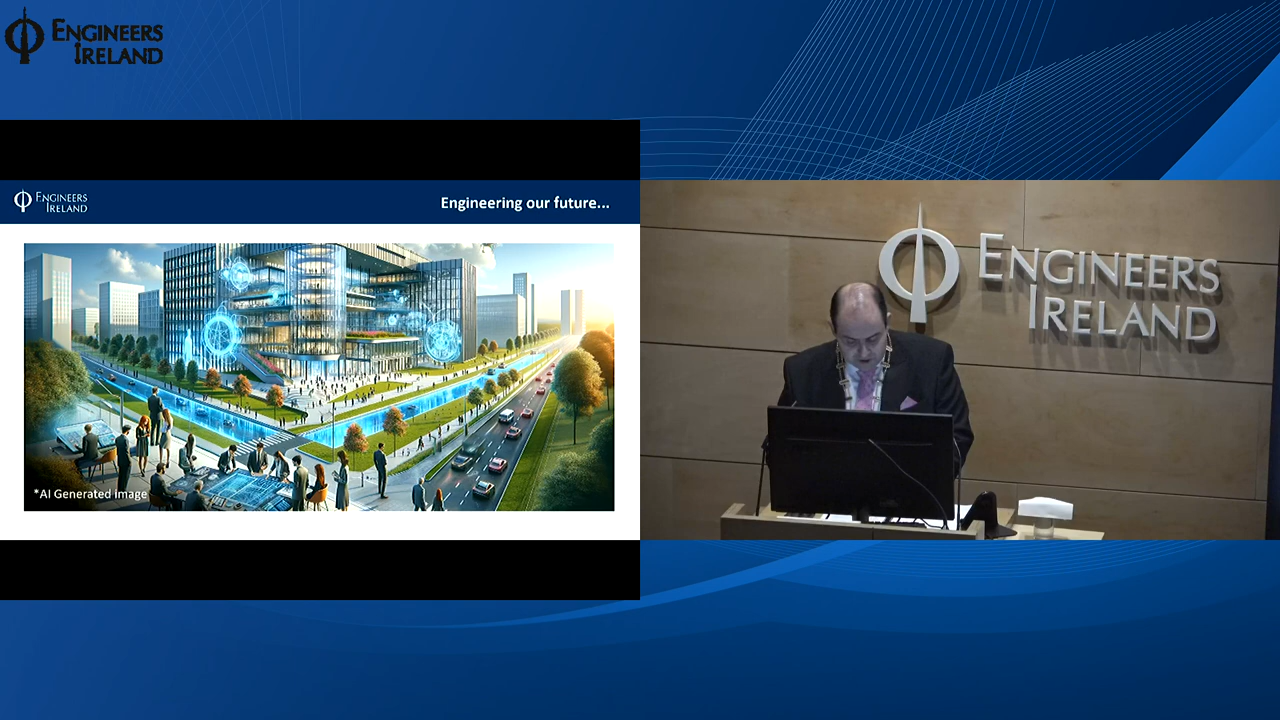 ENGINEERS
IRELAND
ENGINEERS
IRELAND
Engineering our future...
*AI Generated image
ENGINEERS
IRELAND